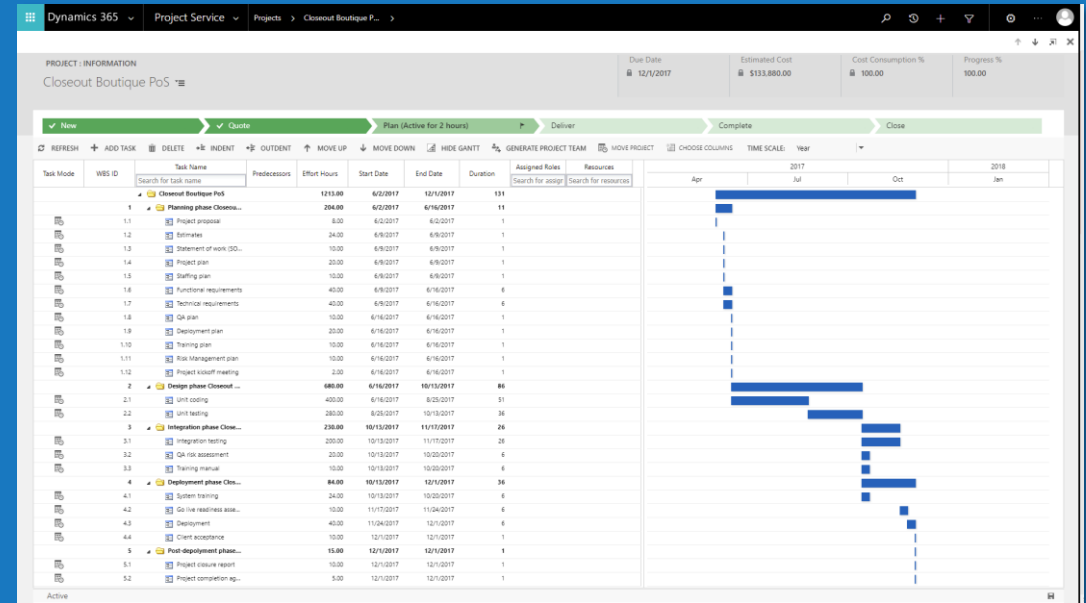 Dynamics 365 Project Service Projects > Closeout Boutique P... >
PROJECT : INFORMATION
Closeout Boutique PoS
Due Date Estimated Cost Cost Consumption % Progress %
12/1/2017 $133,880.00 100.00 100.00
New Quote Plan (Active for 2 hours) Deliver Complete Close
REFRESH ADD TASK DELETE INDENT OUTDENT MOVE UP MOVE DOWN HIDE GANTT GENERATE PROJECT TEAM MOVE PROJECT CHOOSE COLUMNS TIME SCALE: Year
Task Mode WBS ID Task Name Predecessors Effort Hours Start Date End Date Duration Assigned Roles Resources 2017 2018
Search for task name Search for assigr Search for resources Apr Jul Oct Jan
Closeout Boutique PoS 1213.00 6/2/2017 12/1/2017 131
1 Planning phase Closeou... 204.00 6/2/2017 6/16/2017 11
1.1 Project proposal 8.00 6/2/2017 6/2/2017 1
1.2 Estimates 24.00 6/9/2017 6/9/2017 1
1.3 Statement of work (SO... 10.00 6/9/2017 6/9/2017 1
1.4 Project plan 20.00 6/9/2017 6/9/2017 1
1.5 Staffing plan 10.00 6/9/2017 6/9/2017 1
1.6 Functional requirements 40.00 6/9/2017 6/16/2017 6
1.7 Technical requirements 40.00 6/9/2017 6/16/2017 6
1.8 QA plan 10.00 6/16/2017 6/16/2017 1
1.9 Deployment plan 20.00 6/16/2017 6/16/2017 1
1.10 Training plan 10.00 6/16/2017 6/16/2017 1
1.11 Risk Management plan 10.00 6/16/2017 6/16/2017 1
1.12 Project kickoff meeting 2.00 6/16/2017 6/16/2017 1
2 Design phase Closeout ... 680.00 6/16/2017 10/13/2017 86
2.1 Unit coding 400.00 6/16/2017 8/25/2017 51
2.2 Unit testing 280.00 8/25/2017 10/13/2017 36
3 Integration phase Close... 230.00 10/13/2017 11/17/2017 26
3.1 Integration testing 200.00 10/13/2017 11/17/2017 26
3.2 QA risk assessment 20.00 10/13/2017 10/20/2017 6
3.3 Training manual 10.00 10/13/2017 10/20/2017 6
4 Deployment phase Clos... 84.00 10/13/2017 12/1/2017 36
4.1 System training 24.00 10/13/2017 10/20/2017 6
4.2 Go live readiness asse... 10.00 11/17/2017 11/24/2017 6
4.3 Deployment 40.00 11/24/2017 12/1/2017 6
4.4 Client acceptance 10.00 12/1/2017 12/1/2017 1
5 Post-depolyment phase... 15.00 12/1/2017 12/1/2017 1
5.1 Project closure report 10.00 12/1/2017 12/1/2017 1
5.2 Project completion ag... 5.00 12/1/2017 12/1/2017 1
Active